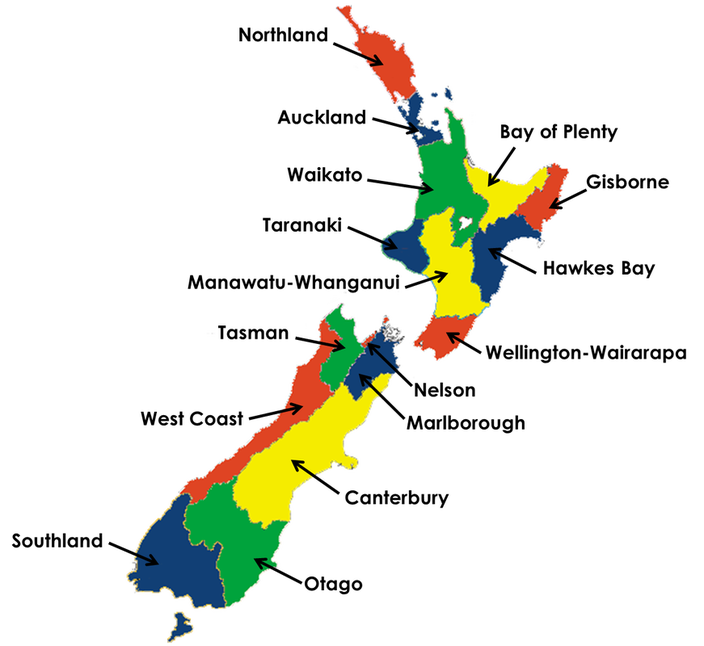 Northland
Auckland
Bay of Plenty
Waikato
Gisborne
Taranaki
Hawkes Bay
Manawatu-Whanganui
Tasman
Wellington-Wairarapa
Nelson
West Coast
Marlborough
Canterbury
Southland
Otago